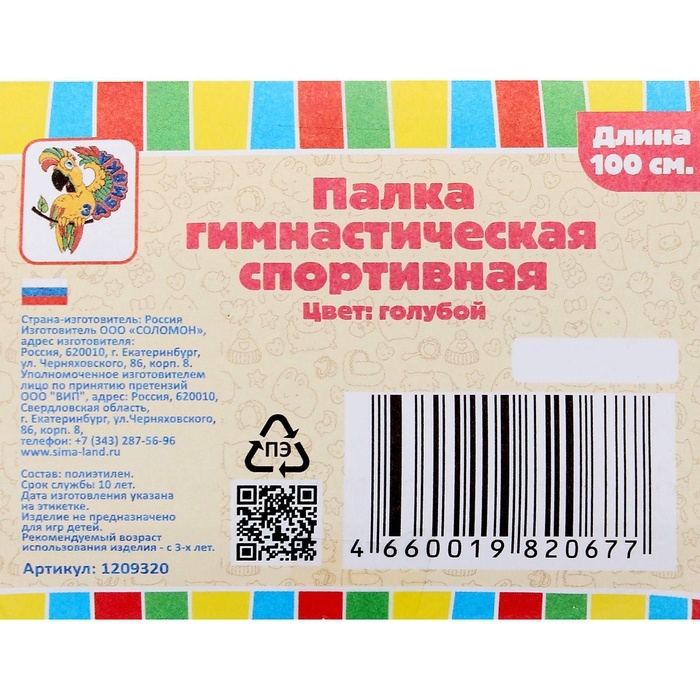 Длина
100 см.
ЗАБИЯКА
Палка
гимнастическая
спортивная
Цвет: голубой
Страна-изготовитель: Россия
Изготовитель ООО «СОЛОМОН»,
адрес изготовителя:
Россия, 620010, г. Екатеринбург,
ул. Черняховского, 86, корп. 8.
Уполномоченное изготовителем
лицо по принятию претензий
ООО "ВИП", адрес: Россия, 620010,
Свердловская область,
г. Екатеринбург, ул.Черняховского,
86, корп. 8,
телефон: +7 (343) 287-56-96
www.sima-land.ru
Состав: полиэтилен.
Срок службы 10 лет.
Дата изготовления указана
на этикетке.
Изделие не предназначено
для игр детей.
Рекомендуемый возраст
использования изделия - с 3-х лет.
Артикул: 1209320
ПЭ
4 660019 820677